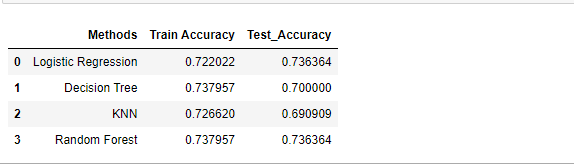 Methods Train Accuracy Test_Accuracy
0 Logistic Regression 0.722022 0.736364
1 Decision Tree 0.737957 0.700000
2 KNN 0.726620 0.690909
3 Random Forest 0.737957 0.736364